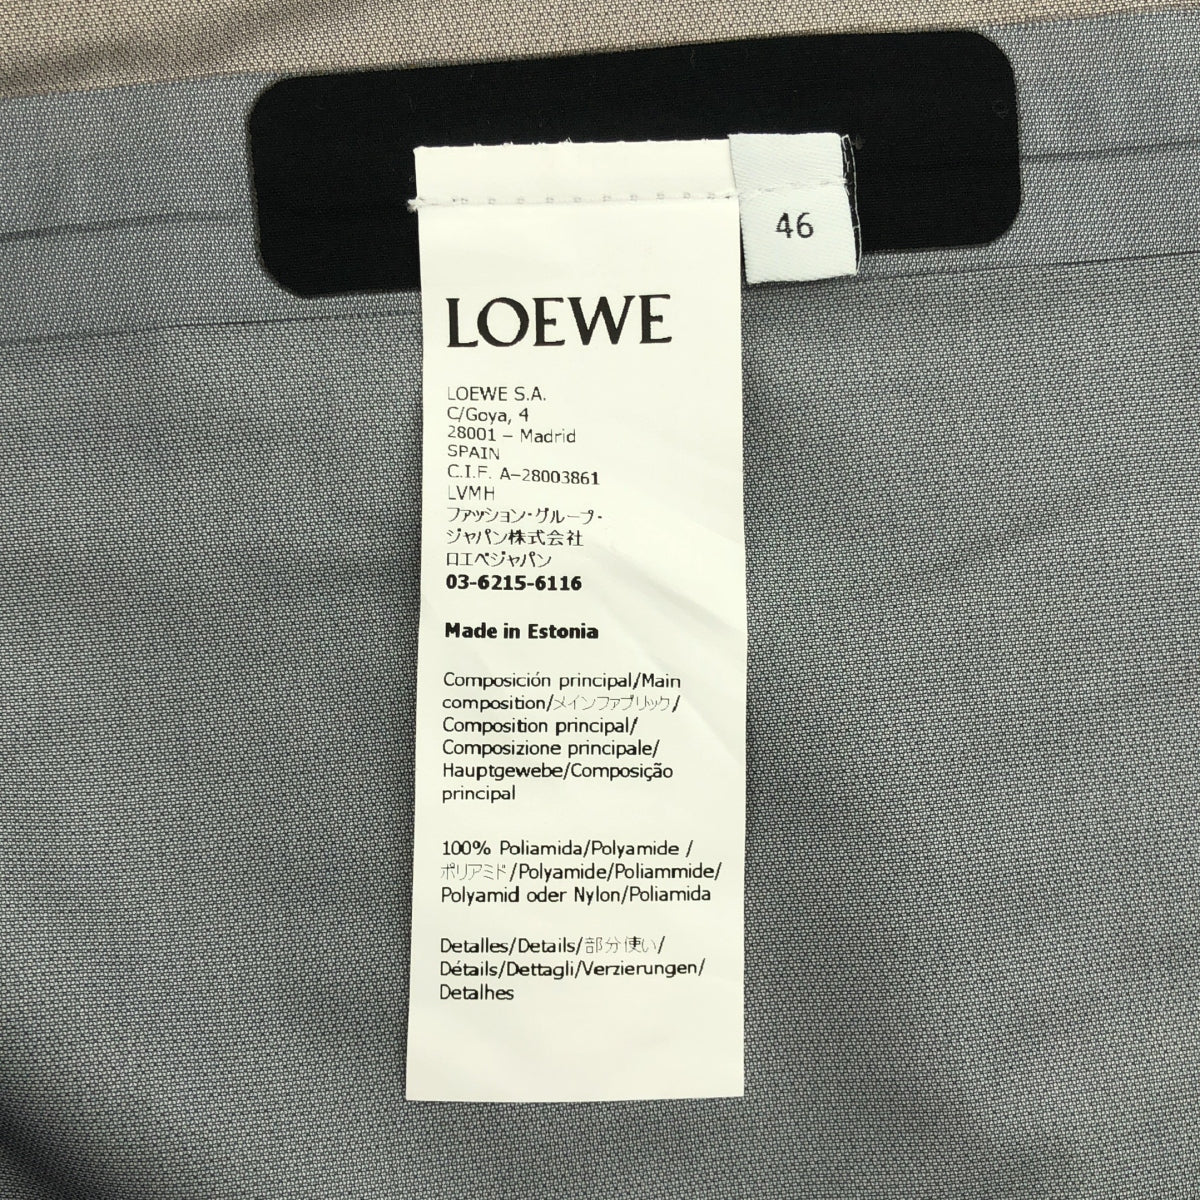 46
LOEWE
LOEWE S.A.
C/Goya, 4
28001 – Madrid
SPAIN
C.I.F. A–28003861
LVMH
ファッション・グループ・
ジャパン株式会社
ロエベジャパン
03-6215-6116
Made in Estonia
Composición principal/Main
composition/メインファブリック/
Composition principal/
Composizione principale/
Hauptgewebe/Composição
principal
100% Poliamida/Polyamide /
ポリアミド/Polyamide/Poliammide/
Polyamid oder Nylon/Poliamida
Detalles/Details/部分使い/
Détails/Dettagli/Verzierungen/
Detalhes